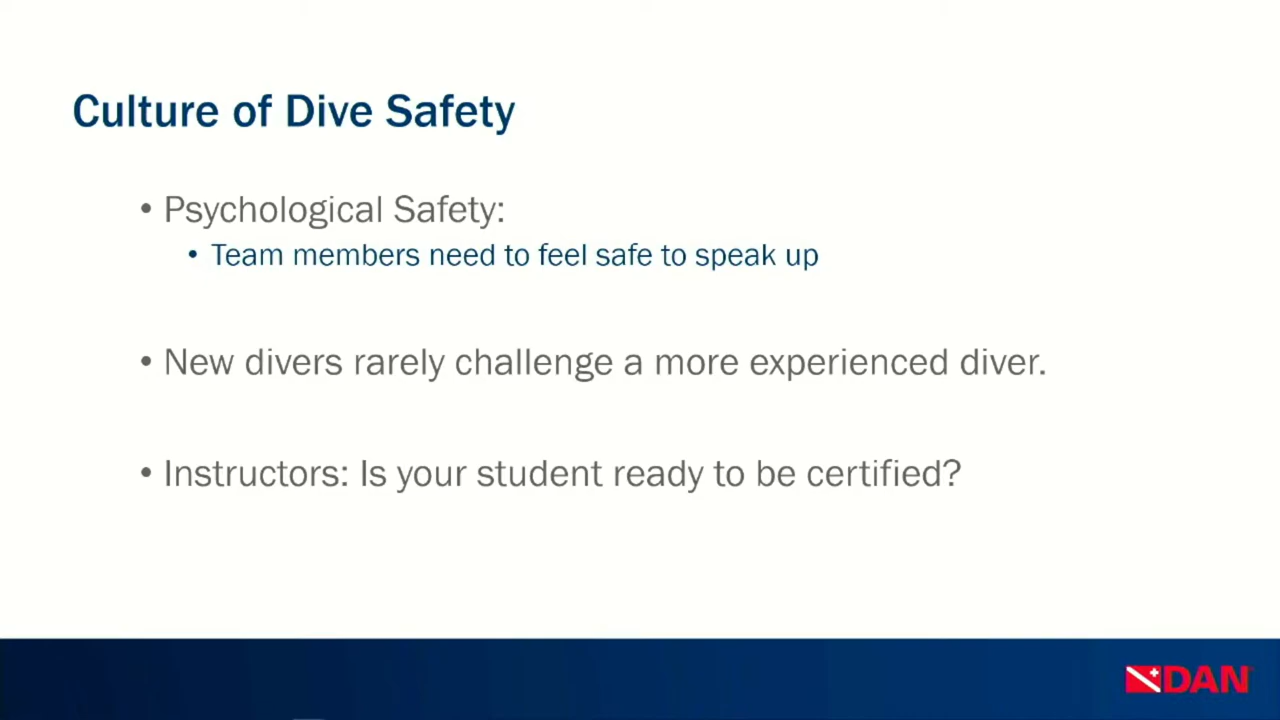 Culture of Dive Safety
• Psychological Safety:
• Team members need to feel safe to speak up
• New divers rarely challenge a more experienced diver.
• Instructors: Is your student ready to be certified?
DAN